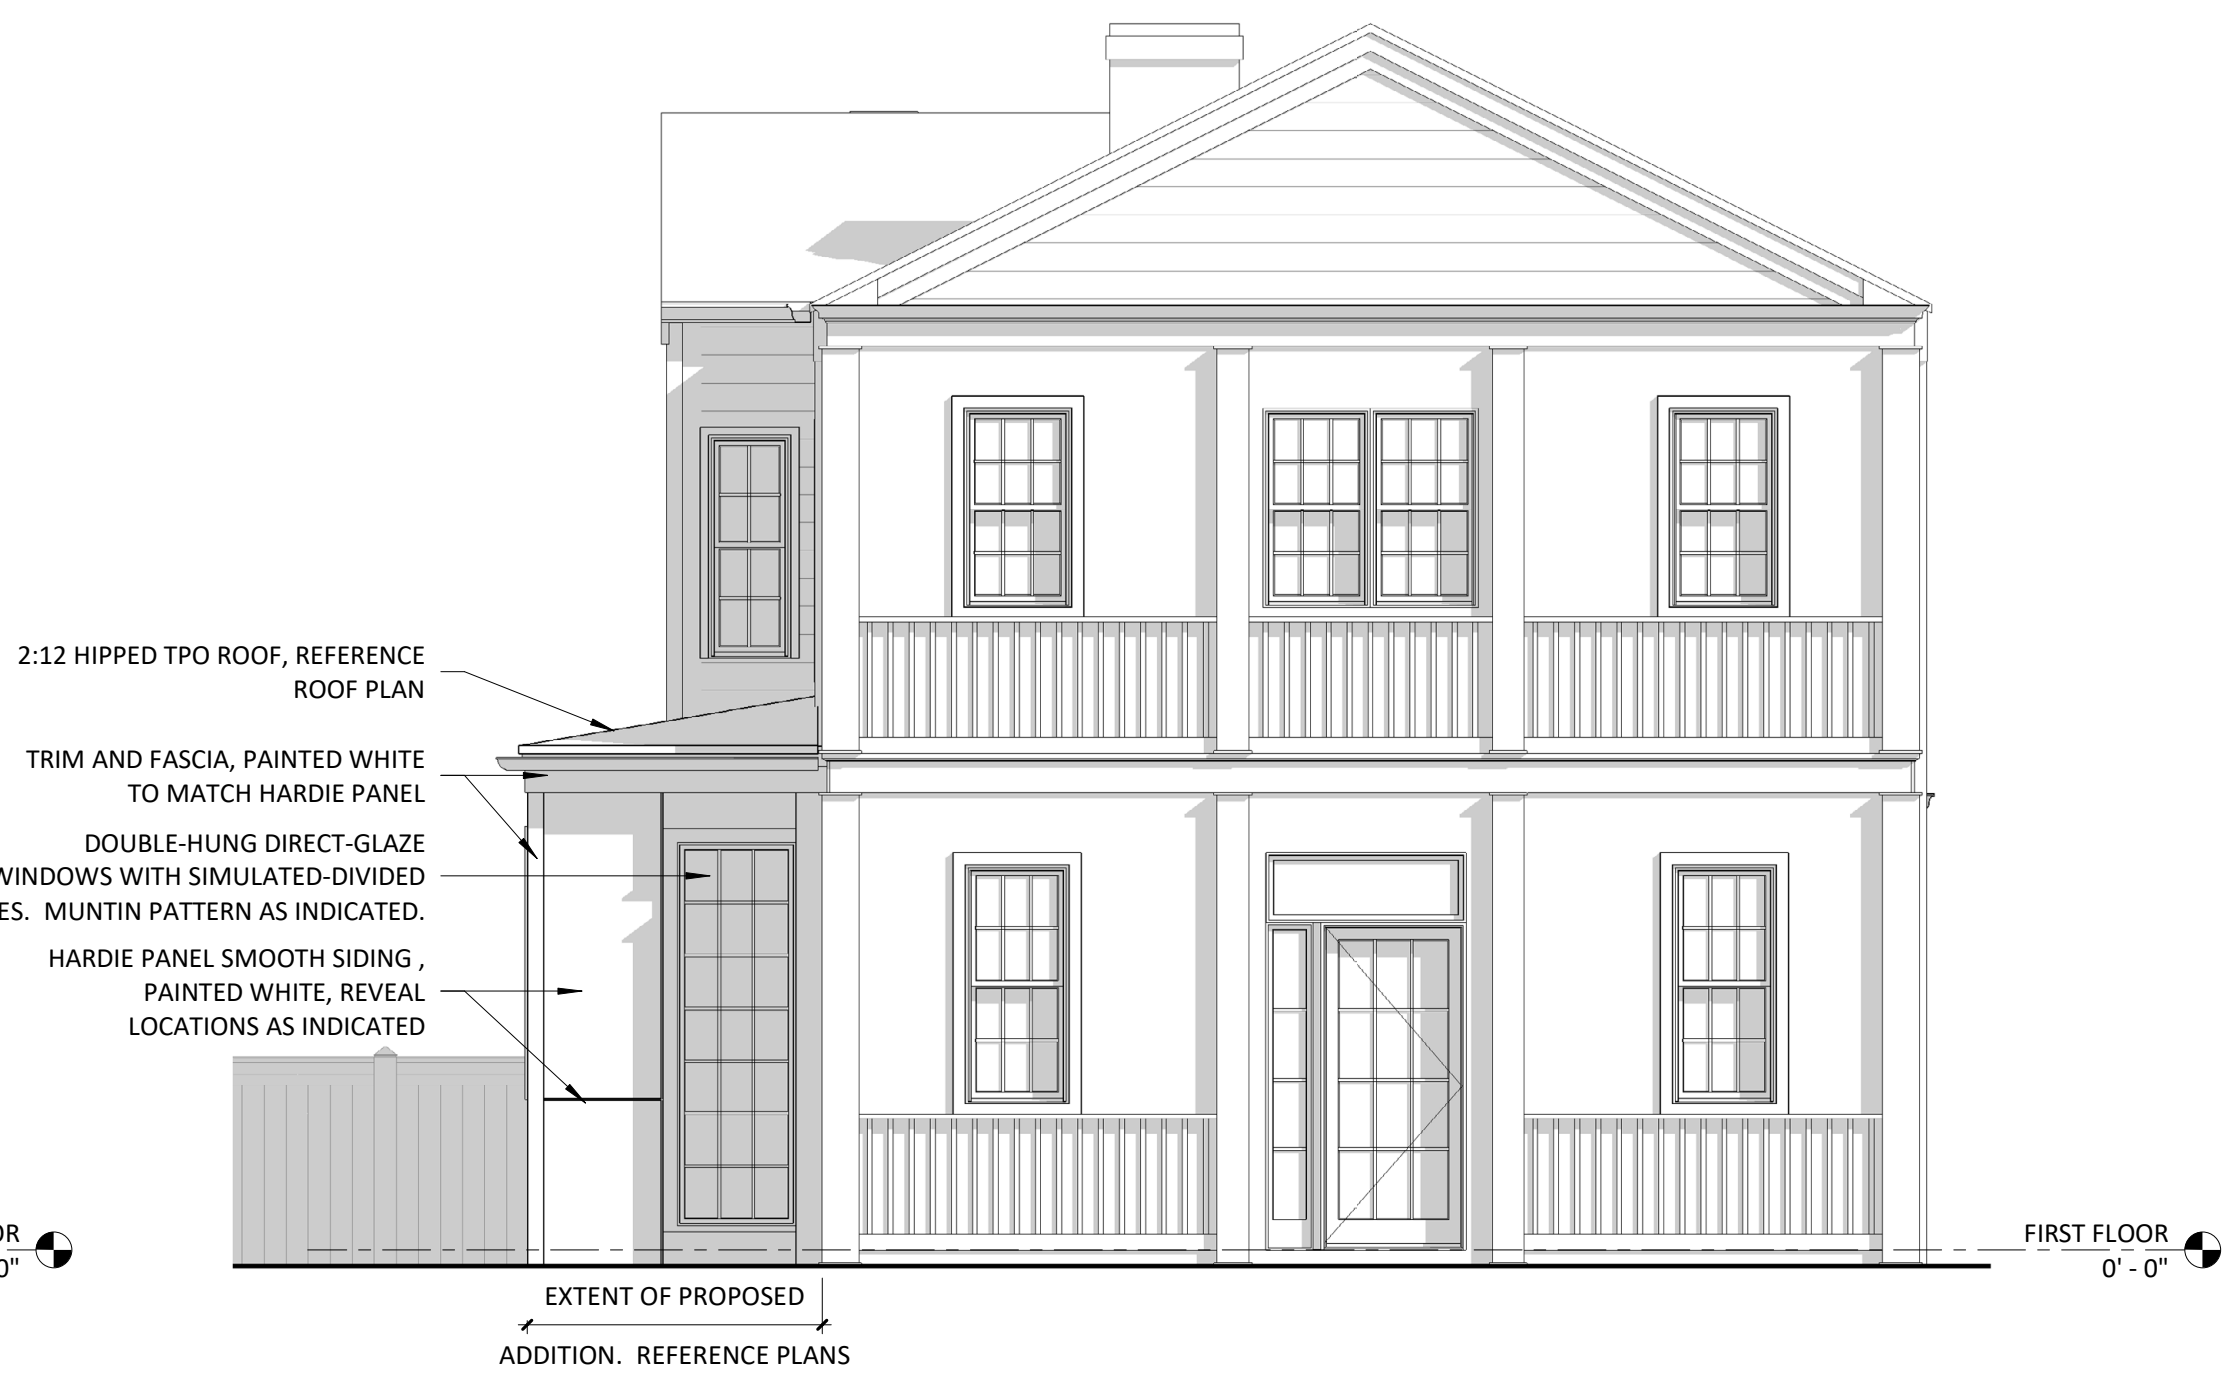 2:12 HIPPED TPO ROOF, REFERENCE
ROOF PLAN
TRIM AND FASCIA, PAINTED WHITE
TO MATCH HARDIE PANEL
DOUBLE-HUNG DIRECT-GLAZE
WINDOWS WITH SIMULATED-DIVIDED
MUNTIN PATTERN AS INDICATED.
HARDIE PANEL SMOOTH SIDING ,
PAINTED WHITE, REVEAL
LOCATIONS AS INDICATED
EXTENT OF PROPOSED
ADDITION.  REFERENCE PLANS
FIRST FLOOR
0' - 0"